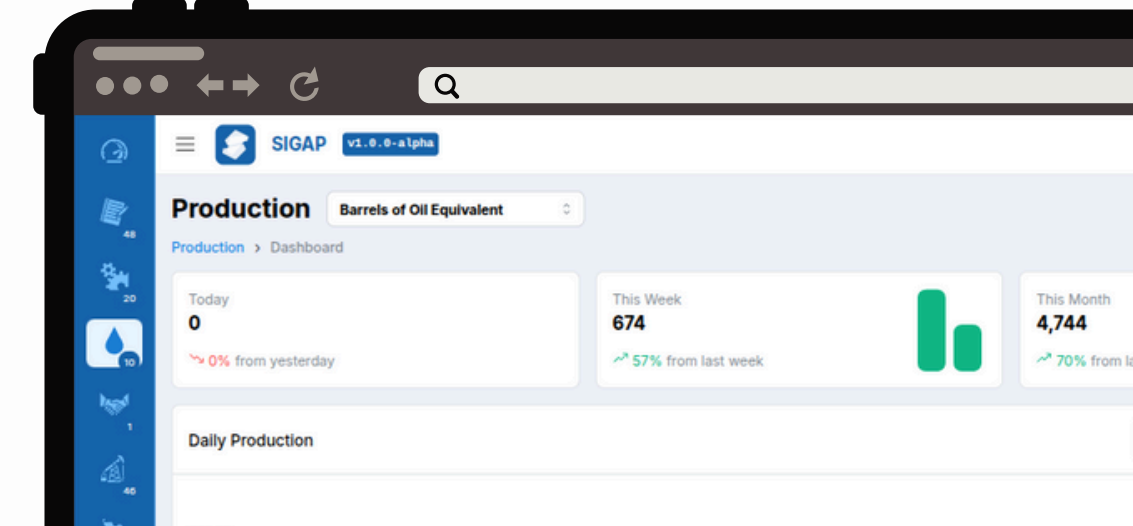 SIGAP v1.0.0-alpha
Production Barrels of Oil Equivalent
Production > Dashboard
48
20
10
1
46
Today
0
0% from yesterday
This Week
674
57% from last week
This Month
4,744
70% from
Daily Production